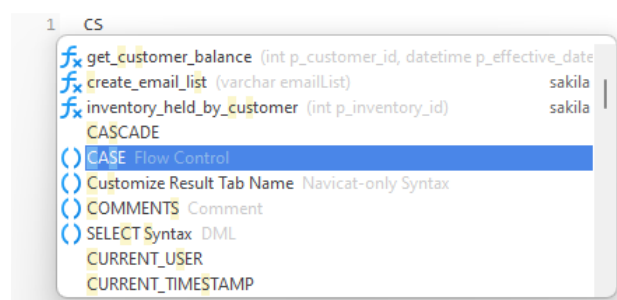 1 CS
get_customer_balance (int p_customer_id, datetime p_effective_date
create_email_list (varchar emailList) sakila
inventory_held_by_customer (int p_inventory_id) sakila
CASCADE
CASE Flow Control
Customize Result Tab Name Navicat-only Syntax
COMMENTS Comment
SELECT Syntax DML
CURRENT_USER
CURRENT_TIMESTAMP